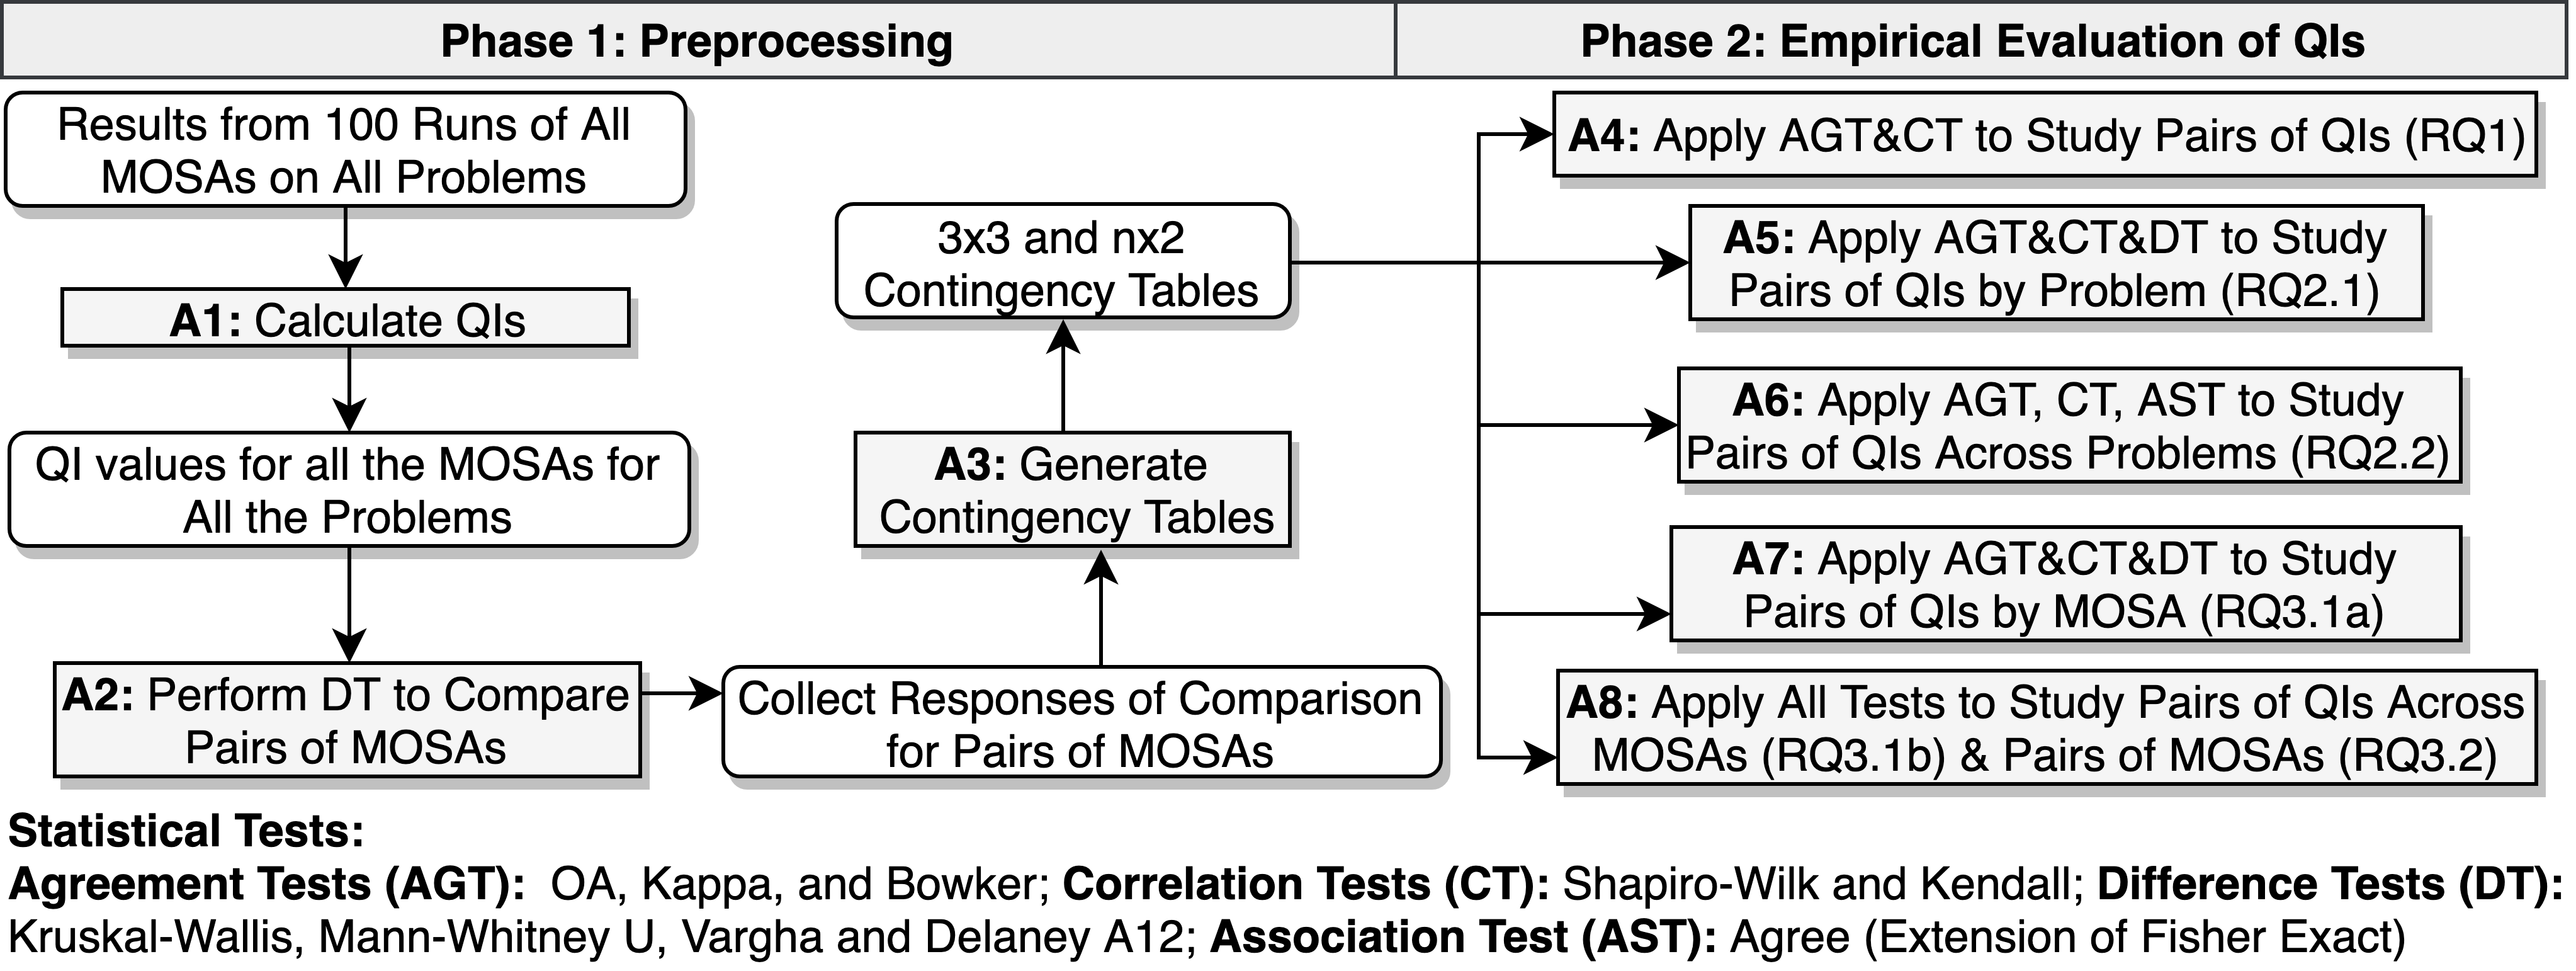 Phase 1: Preprocessing
Phase 2: Empirical Evaluation of QIs
Results from 100 Runs of All
MOSAs on All Problems
A1: Calculate QIs
QI values for all the MOSAs for
All the Problems
A2: Perform DT to Compare
Pairs of MOSAs
Collect Responses of Comparison
for Pairs of MOSAs
A3: Generate
Contingency Tables
3x3 and nx2
Contingency Tables
A4: Apply AGT&CT to Study Pairs of QIs (RQ1)
A5: Apply AGT&CT&DT to Study
Pairs of QIs by Problem (RQ2.1)
A6: Apply AGT, CT, AST to Study
Pairs of QIs Across Problems (RQ2.2)
A7: Apply AGT&CT&DT to Study
Pairs of QIs by MOSA (RQ3.1a)
A8: Apply All Tests to Study Pairs of QIs Across
MOSAs (RQ3.1b) & Pairs of MOSAs (RQ3.2)
Statistical Tests:
Agreement Tests (AGT): OA, Kappa, and Bowker; Correlation Tests (CT): Shapiro-Wilk and Kendall; Difference Tests (DT):
Kruskal-Wallis, Mann-Whitney U, Vargha and Delaney A12; Association Test (AST): Agree (Extension of Fisher Exact)